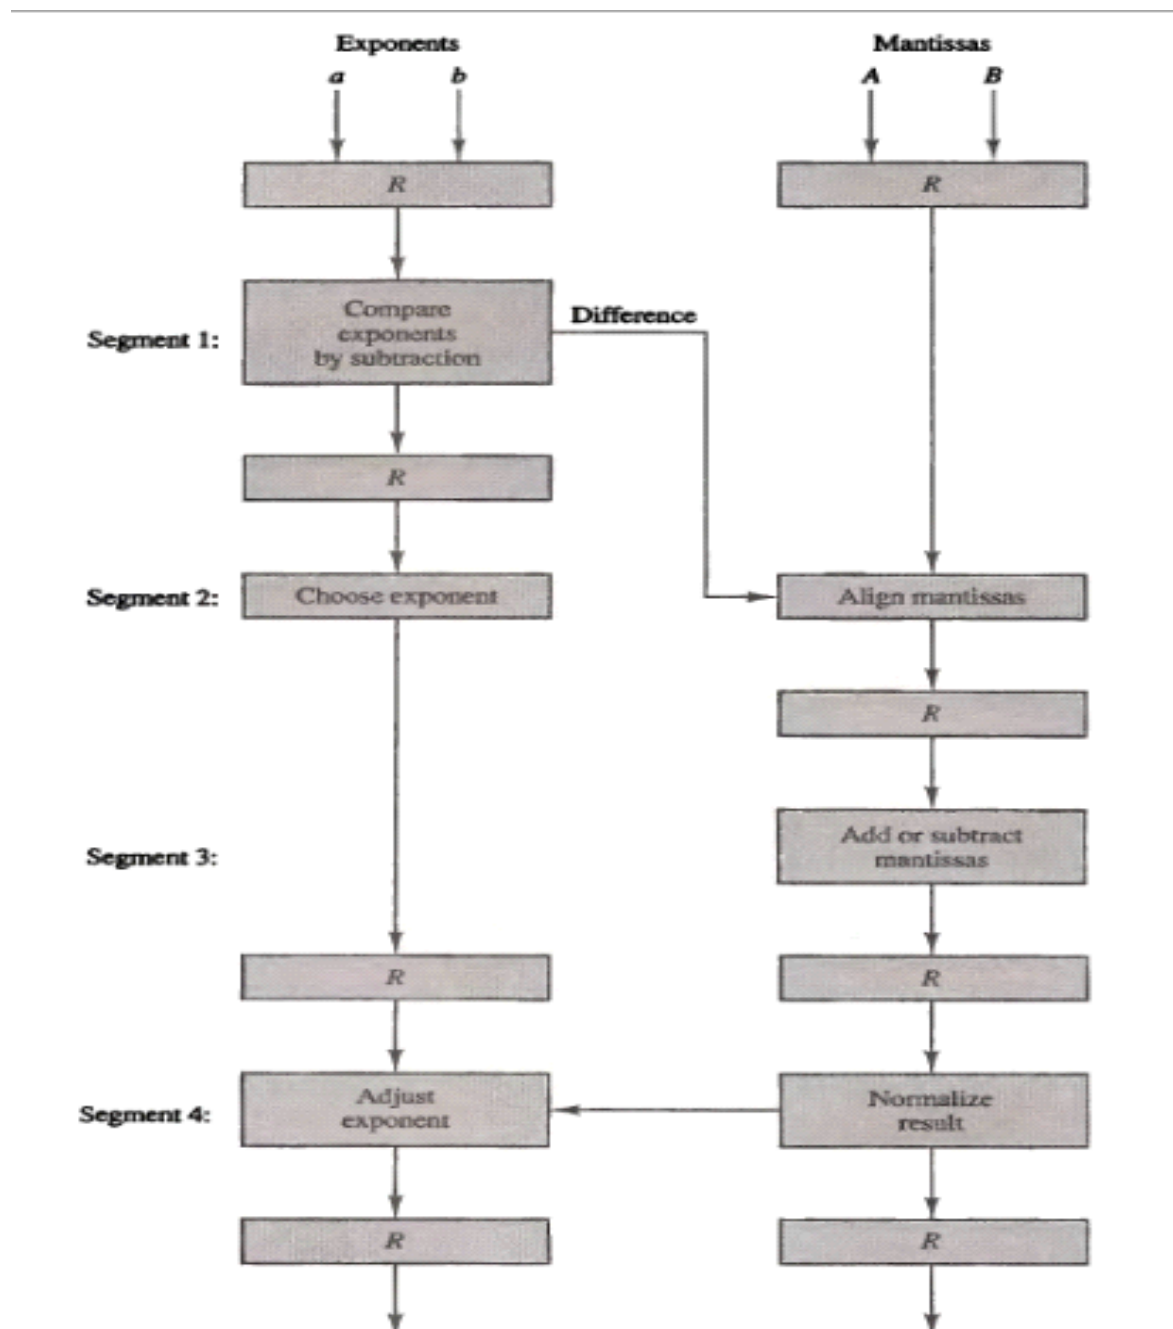 Exponents
Mantissas
a
b
A
B
R
R
Segment 1:
Compare
exponents
by subtraction
Difference
R
Segment 2:
Choose exponent
Align mantissas
R
Segment 3:
Add or subtract
mantissas
R
R
Segment 4:
Adjust
exponent
Normalize
result
R
R